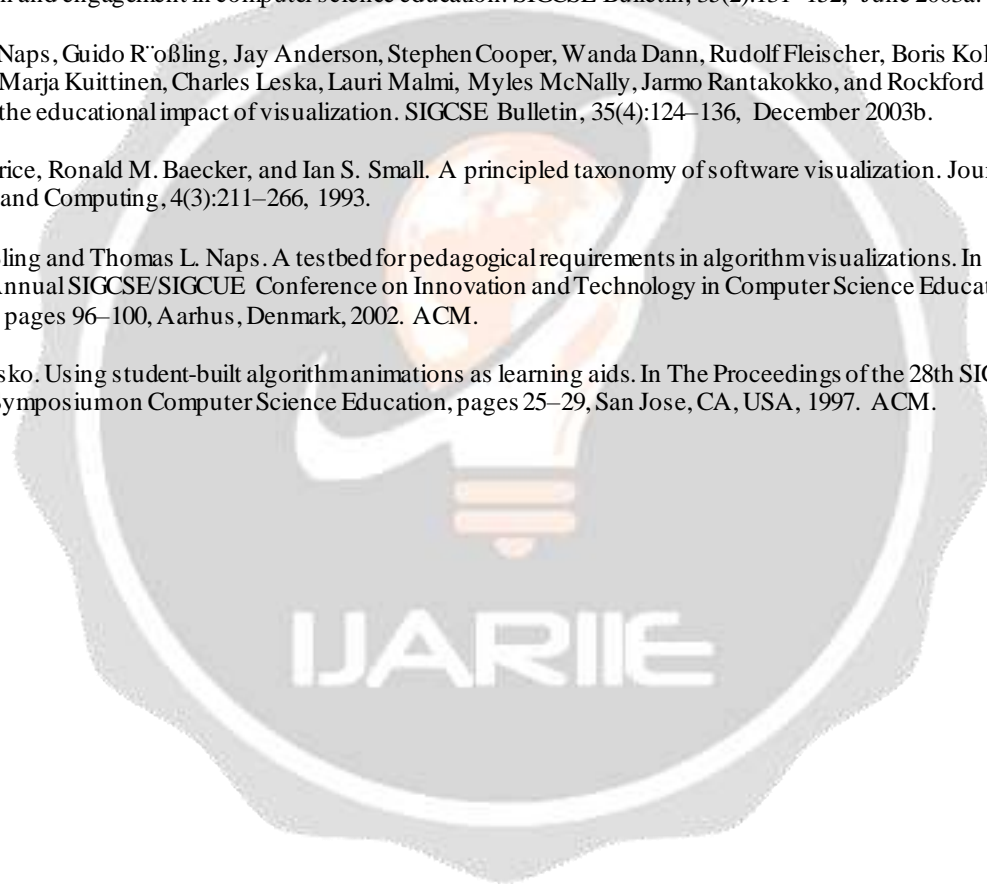 and engagement in computer science education. SIGCSE Bulletin, 35(2):131–132, June 2003a.
Naps, Guido R¨oßling, Jay Anderson, Stephen Cooper, Wanda Dann, Rudolf Fleischer, Boris
Marja Kuittinen, Charles Leska, Lauri Malmi, Myles McNally, Jarmo Rantakokko, and Rockford
the educational impact of visualization. SIGCSE Bulletin, 35(4):124–136, December 2003b.
rice, Ronald M. Baecker, and Ian S. Small. A principled taxonomy of software visualization. Jour
and Computing, 4(3):211–266, 1993.
ling and Thomas L. Naps. A testbed for pedagogical requirements in algorithm visualizations. In
Annual SIGCSE/SIGCUE Conference on Innovation and Technology in Computer Science Educat
pages 96–100, Aarhus, Denmark, 2002. ACM.
sko. Using student-built algorithm animations as learning aids. In The Proceedings of the 28th SIG
Symposium on Computer Science Education, pages 25–29, San Jose, CA, USA, 1997. ACM.
IJARIIE